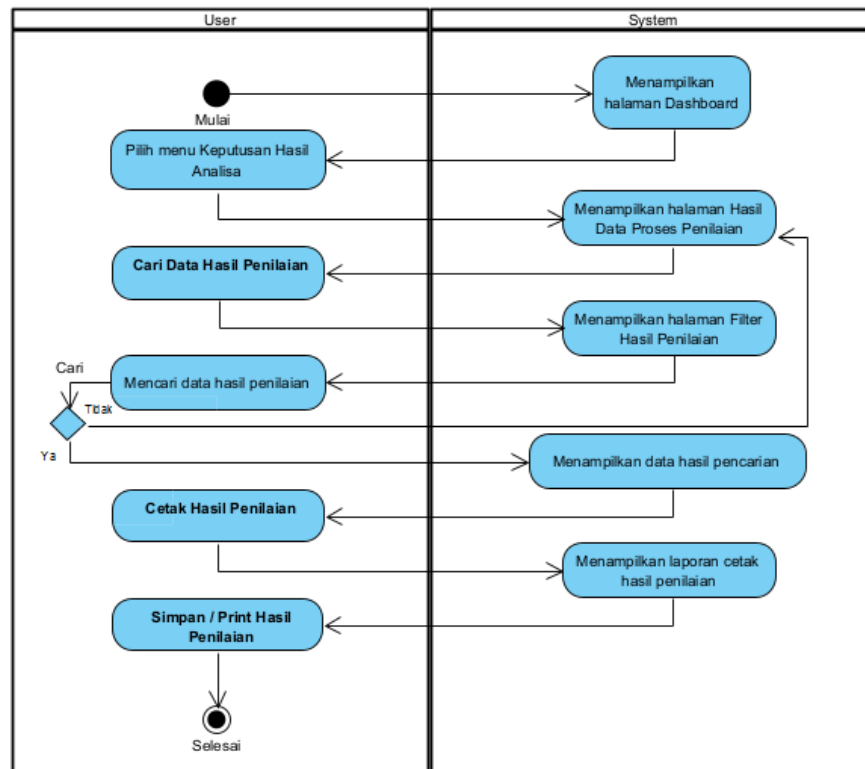 User
System
Menampilkan
halaman Dashboard
Mulai
Pilih menu Keputusan Hasil
Analisa
Menampilkan halaman Hasil
Data Proses Penilaian
Cari Data Hasil Penilaian
Menampilkan halaman Filter
Hasil Penilaian
Cari
Mencari data hasil penilaian
Tidak
Ya
Menampilkan data hasil pencarian
Cetak Hasil Penilaian
Menampilkan laporan cetak
hasil penilaian
Simpan / Print Hasil
Penilaian
Selesai